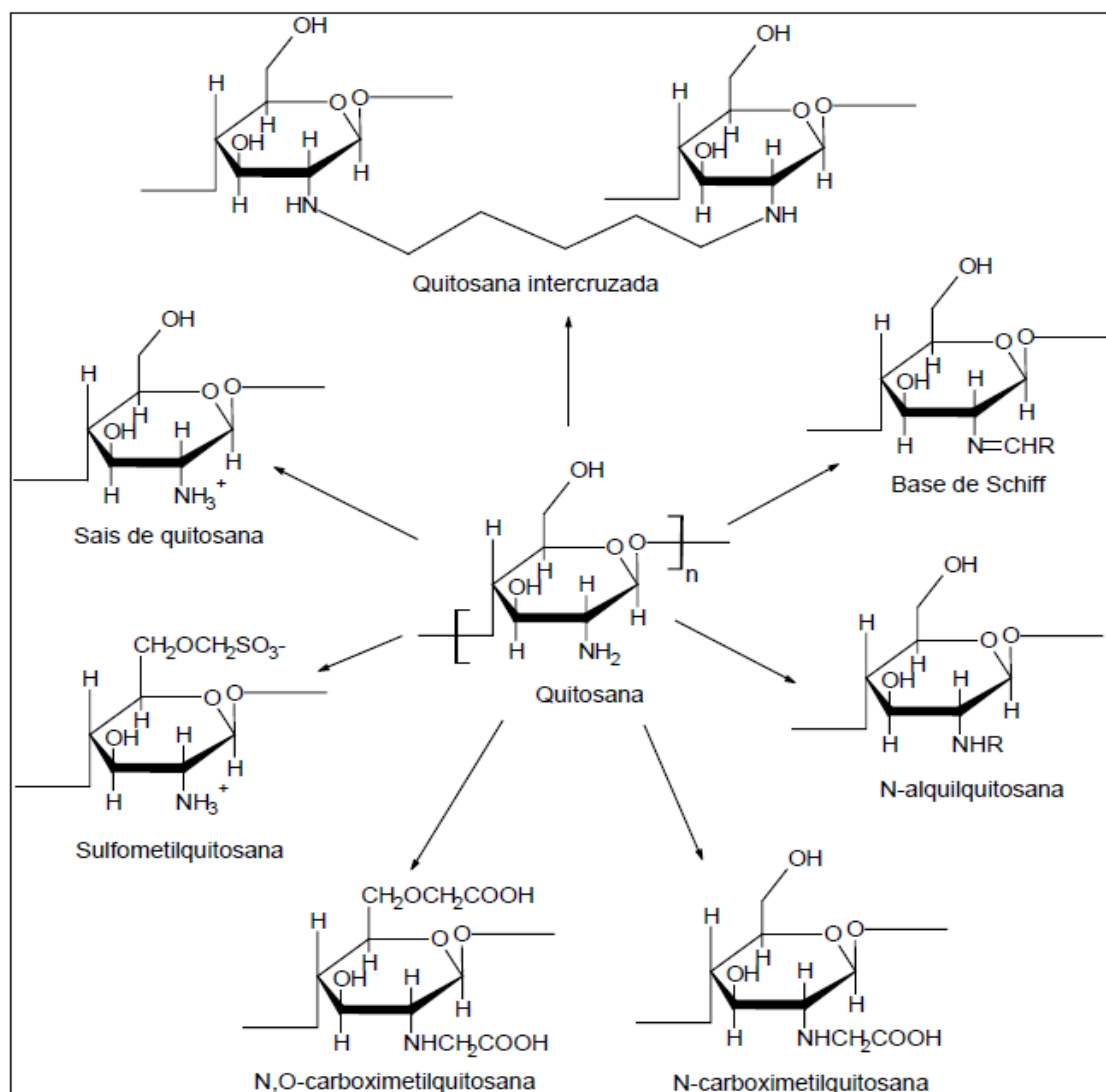 OH
H
O
O
H
OH
H
H
H
HN
OH
H
O
O
H
OH
H
H
H
NH
Quitosana intercruzada
OH
H
O
O
H
OH
H
H
H
NH3+
Sais de quitosana
OH
H
O
O
H
OH
H
H
H
N=CHR
Base de Schiff
OH
H
O
O
H
OH
H
H
H
NH2
n
Quitosana
CH2OCH2SO3-
H
O
O
H
OH
H
H
H
NH3+
Sulfometilquitosana
OH
H
O
O
H
OH
H
H
H
NHR
N-alquilquitosana
CH2OCH2COOH
H
O
O
H
OH
H
H
H
NHCH2COOH
N,O-carboximetilquitosana
OH
H
O
O
H
OH
H
H
H
NHCH2COOH
N-carboximetilquitosana